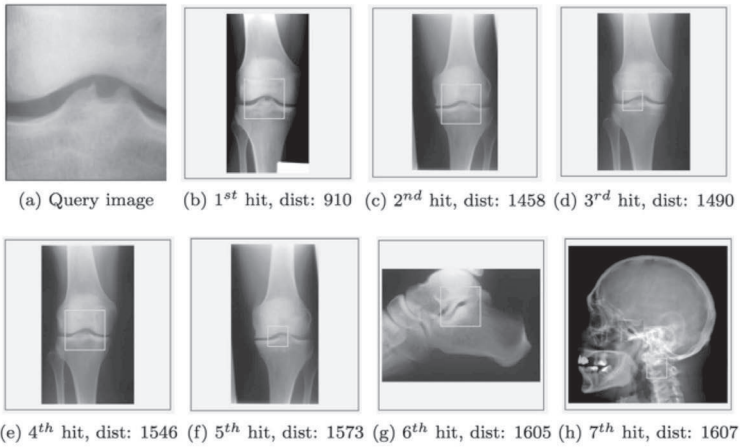 (a) Query image
(b) 1st hit, dist: 910
(c) 2nd hit, dist: 1458
(d) 3rd hit, dist: 1490
(e) 4th hit, dist: 1546
(f) 5th hit, dist: 1573
(g) 6th hit, dist: 1605
(h) 7th hit, dist: 1607